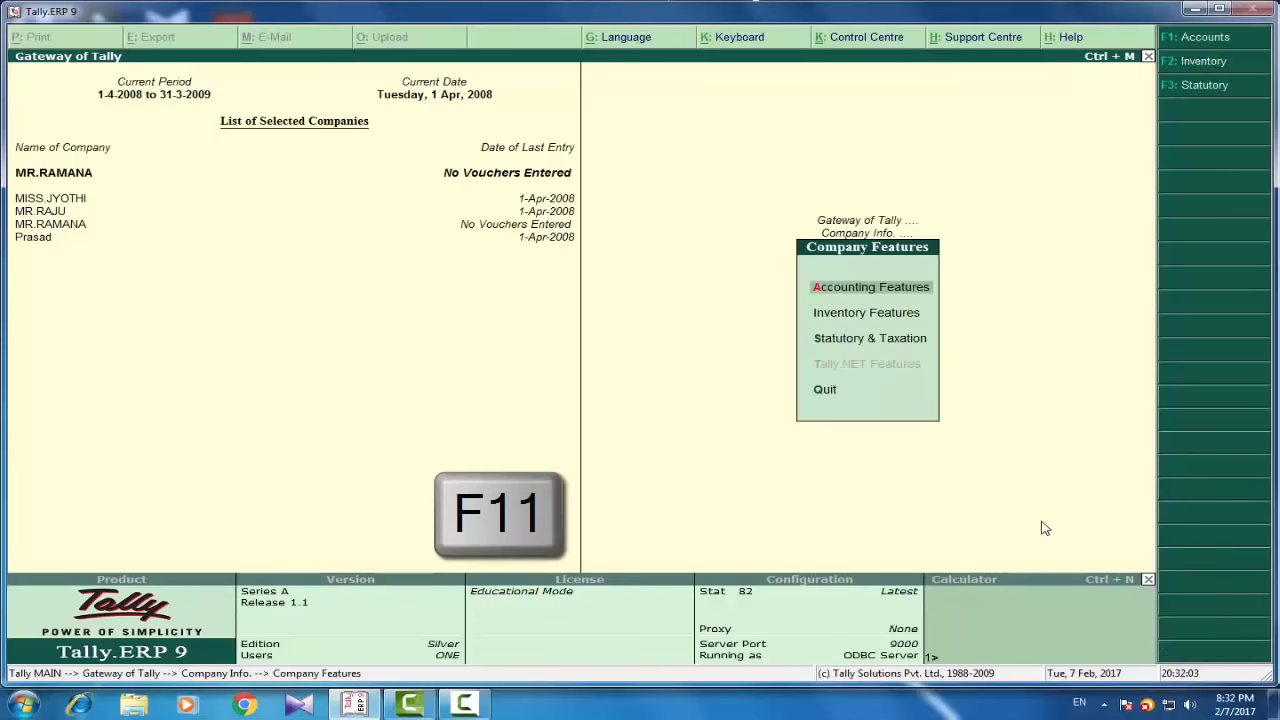 Tally.ERP 9
P: Print
E: Export
M: E-Mail
O: Upload
G: Language
K: Keyboard
K: Control Centre
H: Support Centre
H: Help
F1: Accounts
F2: Inventory
F3: Statutory
Gateway of Tally
Ctrl + M
Current Period
1-4-2008 to 31-3-2009
Current Date
Tuesday, 1 Apr, 2008
List of Selected Companies
Name of Company Date of Last Entry
MR.RAMANA No Vouchers Entered
MISS.JYOTHI 1-Apr-2008
MR.RAJU 1-Apr-2008
MR.RAMANA No Vouchers Entered
Prasad 1-Apr-2008
Gateway of Tally ....
Company Info. ....
Company Features
Accounting Features
Inventory Features
Statutory & Taxation
Tally.NET Features
Quit
F11
Product
Tally
POWER OF SIMPLICITY
Tally.ERP 9
Version
Series A
Release 1.1
Edition Silver
Users ONE
License
Educational Mode
Configuration
Stat 82 Latest
Proxy None
Server Port 9000
Running as ODBC Server
Calculator Ctrl + N
1>
Tally MAIN --> Gateway of Tally --> Company Info. --> Company Features
(c) Tally Solutions Pvt. Ltd., 1988-2009
Tue, 7 Feb, 2017
20:32:03
EN
8:32 PM
2/7/2017